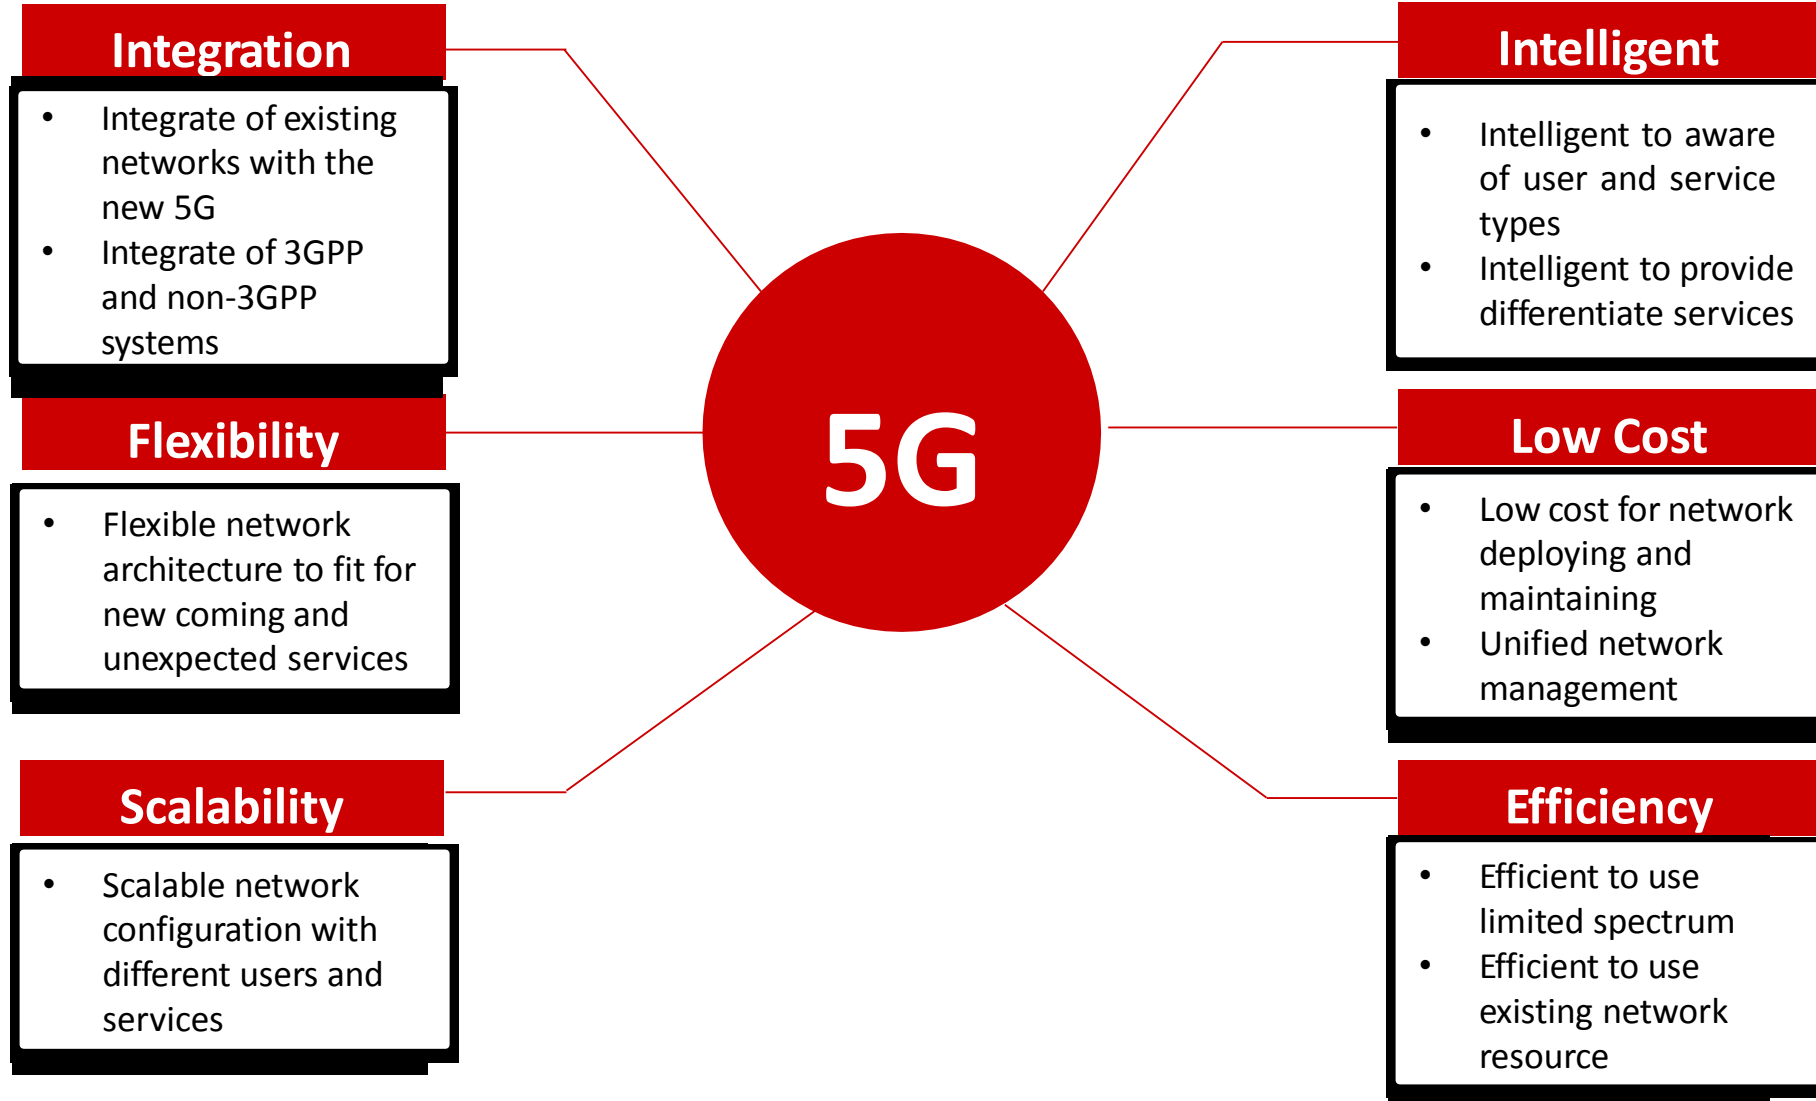 Integration
• Integrate of existing
networks with the
new 5G
• Integrate of 3GPP
and non-3GPP
systems
Flexibility
• Flexible network
architecture to fit for
new coming and
unexpected services
Scalability
• Scalable network
configuration with
different users and
services
5G
Intelligent
• Intelligent to aware
of user and service
types
• Intelligent to provide
differentiate services
Low Cost
• Low cost for network
deploying and
maintaining
• Unified network
management
Efficiency
• Efficient to use
limited spectrum
• Efficient to use
existing network
resource